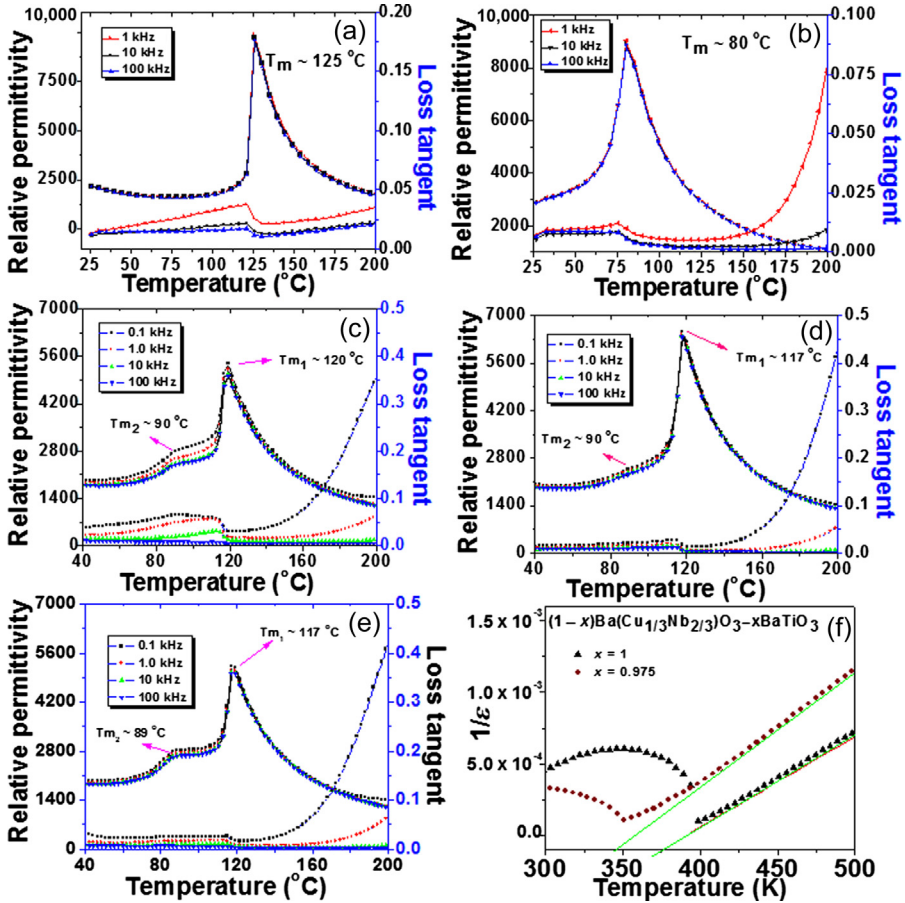 (a)
1 kHz
10 kHz
100 kHz
Tm ~ 125 °C
Relative permittivity
Loss tangent
10,000
7500
5000
2500
0
0.20
0.15
0.10
0.05
0.00
25 50 75 100 125 150 175 200
Temperature (°C)
(b)
1 kHz
10 kHz
100 kHz
Tm ~ 80 °C
Relative permittivity
Loss tangent
10000
8000
6000
4000
2000
0.100
0.075
0.050
0.025
0.000
25 50 75 100 125 150 175 200
Temperature (°C)
(c)
0.1 kHz
1.0 kHz
10 kHz
100 kHz
Tm1 ~ 120 °C
Tm2 ~ 90 °C
Relative permittivity
Loss tangent
7000
5600
4200
2800
1400
0
0.5
0.4
0.3
0.2
0.1
0.0
40 80 120 160 200
Temperature (°C)
(d)
0.1 kHz
1.0 kHz
10 kHz
100 kHz
Tm1 ~ 117 °C
Tm2 ~ 90 °C
Relative permittivity
Loss tangent
7000
5600
4200
2800
1400
0
0.5
0.4
0.3
0.2
0.1
0.0
40 80 120 160 200
Temperature (°C)
(e)
0.1 kHz
1.0 kHz
10 kHz
100 kHz
Tm1 ~ 117 °C
Tm2 ~ 89 °C
Relative permittivity
Loss tangent
7000
5600
4200
2800
1400
0
0.5
0.4
0.3
0.2
0.1
0.0
40 80 120 160 200
Temperature (°C)
(f)
(1−x)Ba(Cu1/3Nb2/3)O3−xBaTiO3
x = 1
x = 0.975
1/ε
1.5 x 10⁻³
1.0 x 10⁻³
5.0 x 10⁻⁴
0.0
300 350 400 450 500
Temperature (K)